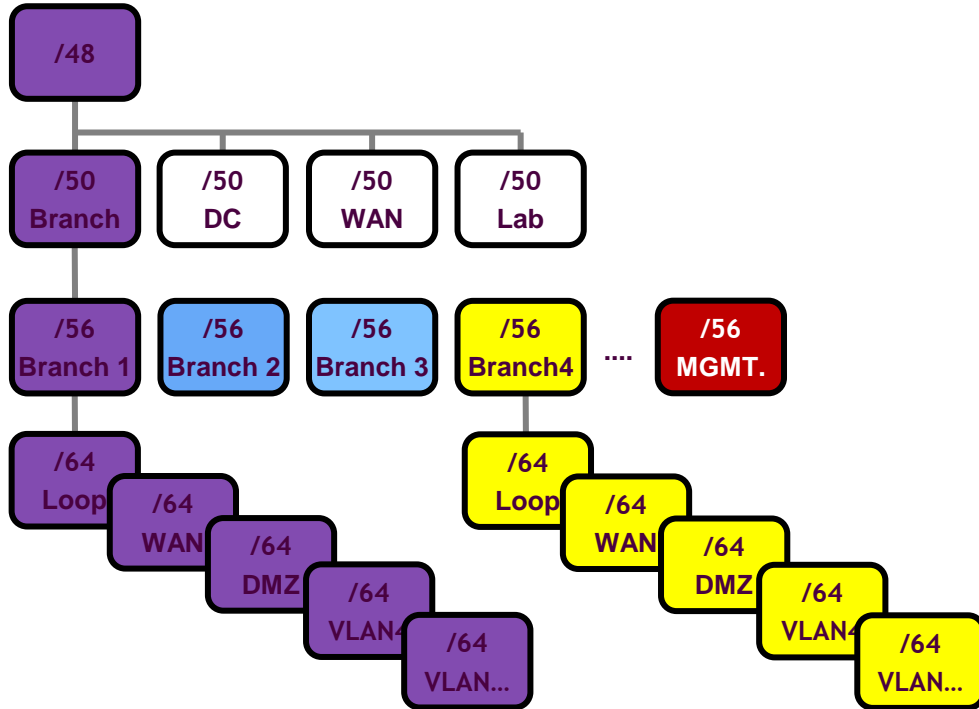 /48
/50
Branch
/50
DC
/50
WAN
/50
Lab
/56
Branch 1
/56
Branch 2
/56
Branch 3
/56
Branch4
....
/56
MGMT.
/64
Loop
/64
WAN
/64
DMZ
/64
VLAN4
/64
VLAN...
/64
Loop
/64
WAN
/64
DMZ
/64
VLAN4
/64
VLAN...